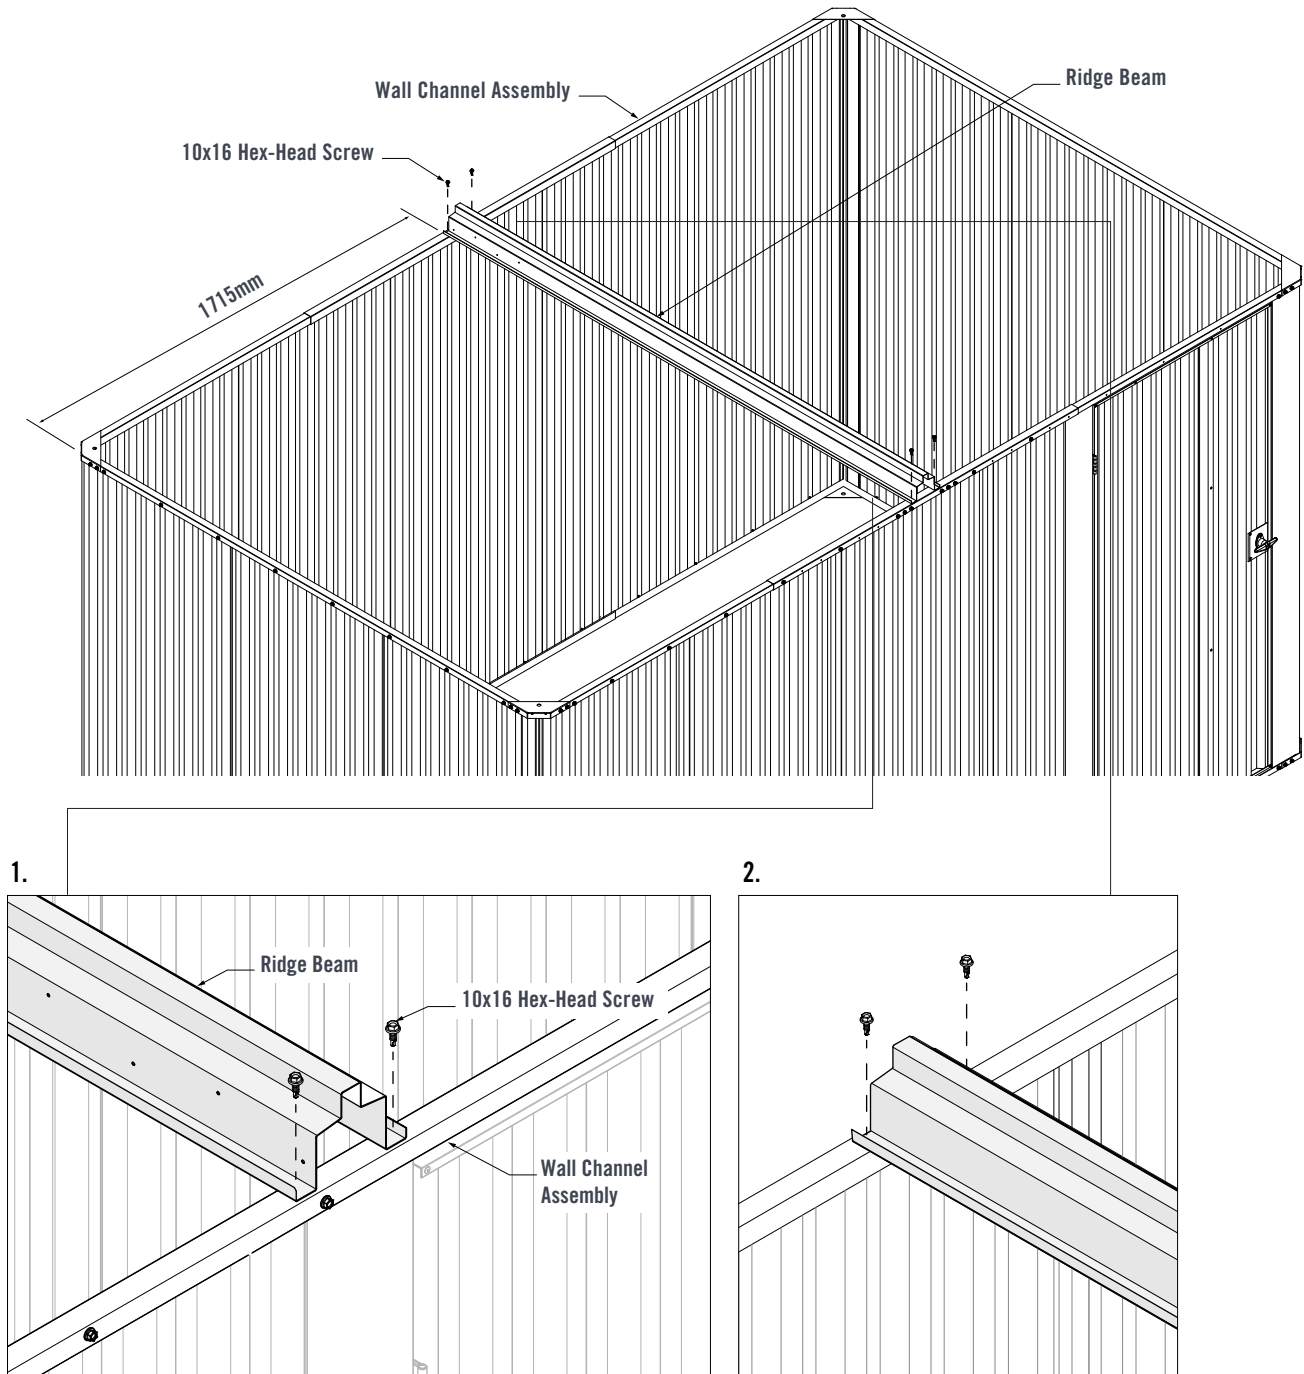 Ridge Beam
Wall Channel Assembly
10x16 Hex-Head Screw
1715mm
1.
2.
Ridge Beam
10x16 Hex-Head Screw
Wall Channel
Assembly